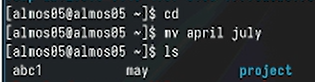 [almos05@almos05 ~]$ cd
[almos05@almos05 ~]$ mv april july
[almos05@almos05 ~]$ ls
abc1 may project